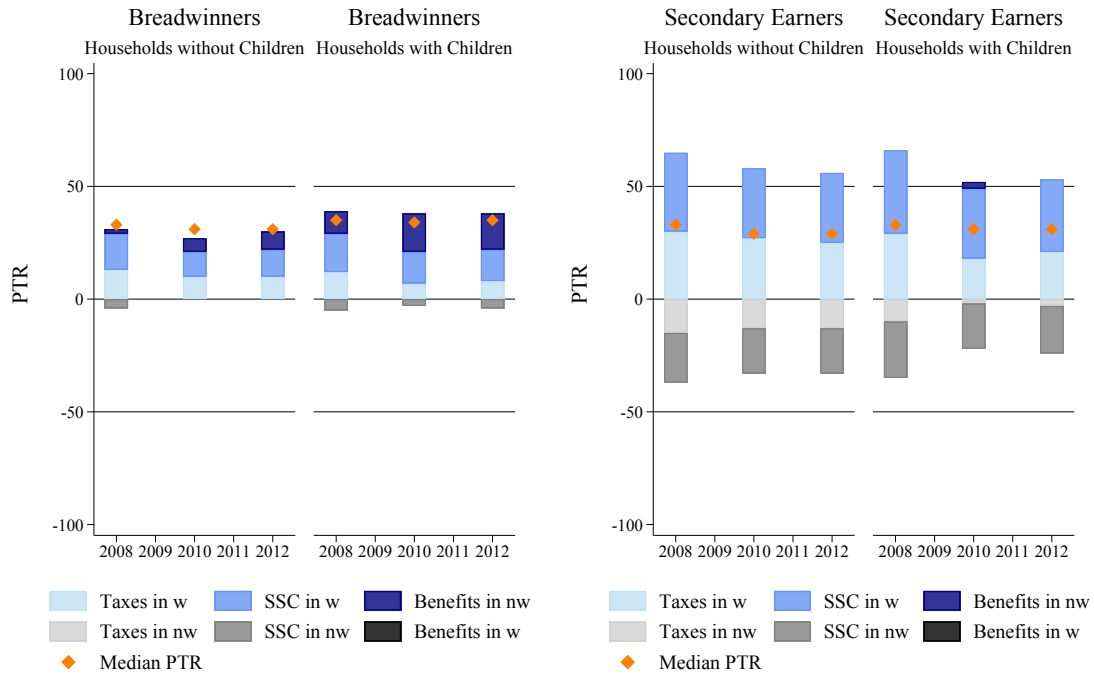 Breadwinners
Households without Children
Breadwinners
Households with Children
PTR
100
50
0
-50
-100
2008 2009 2010 2011 2012
2008 2009 2010 2011 2012
Taxes in w
SSC in w
Benefits in nw
Taxes in nw
SSC in nw
Benefits in w
Median PTR
Secondary Earners
Households without Children
Secondary Earners
Households with Children
PTR
100
50
0
-50
-100
2008 2009 2010 2011 2012
2008 2009 2010 2011 2012
Taxes in w
SSC in w
Benefits in nw
Taxes in nw
SSC in nw
Benefits in w
Median PTR